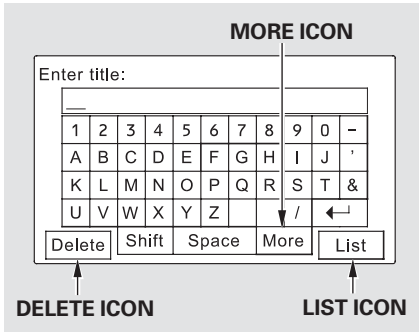 MORE ICON
Enter title:
1 2 3 4 5 6 7 8 9 0 -
A B C D E F G H I J '
K L M N O P Q R S T &
U V W X Y Z /
Delete Shift Space More List
DELETE ICON LIST ICON